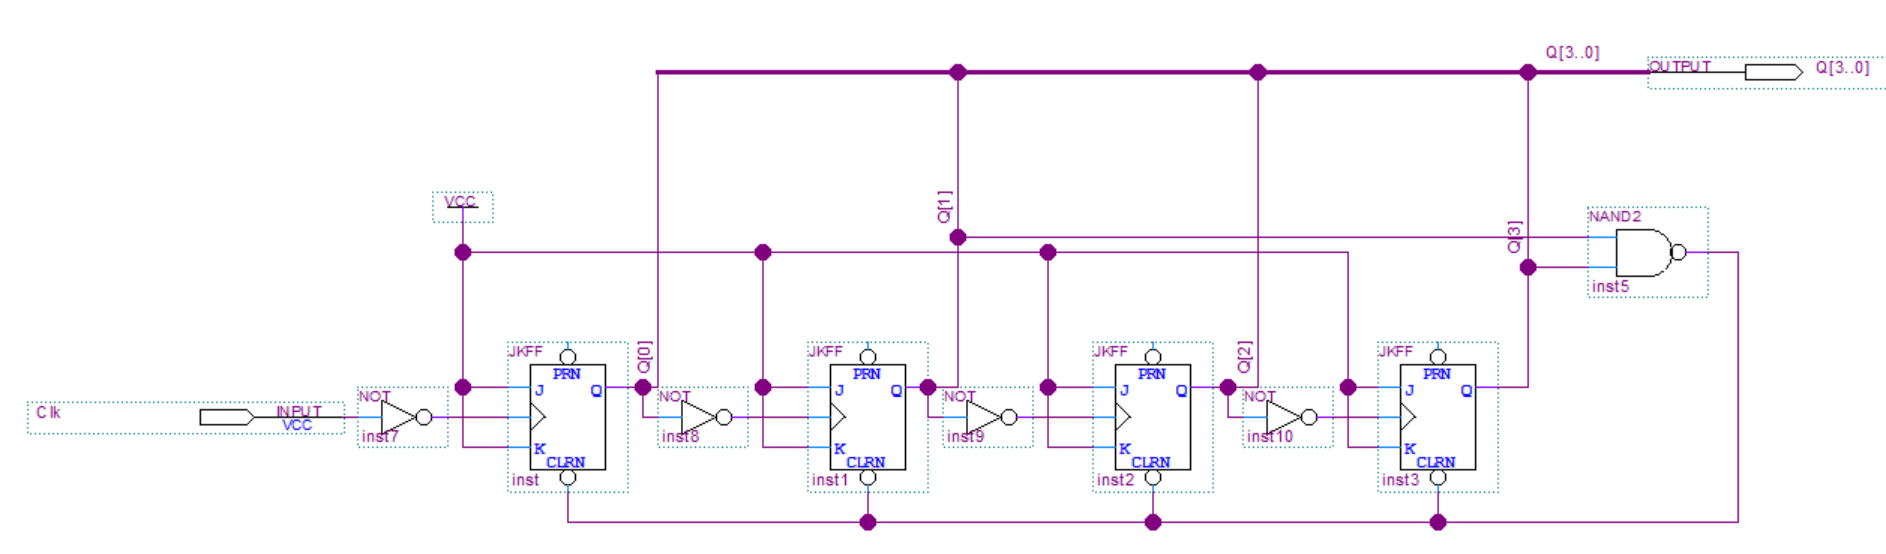 Q[3..0]
OUTPUT
Q[3..0]
VCC
Q[1]
Q[3]
NAND2
inst5
Clk
INPUT
VCC
NOT
inst7
JKFF
PRN
J
Q
K
CLRN
inst
Q[0]
NOT
inst8
JKFF
PRN
J
Q
K
CLRN
inst1
NOT
inst9
JKFF
PRN
J
Q
K
CLRN
inst2
Q[2]
NOT
inst10
JKFF
PRN
J
Q
K
CLRN
inst3